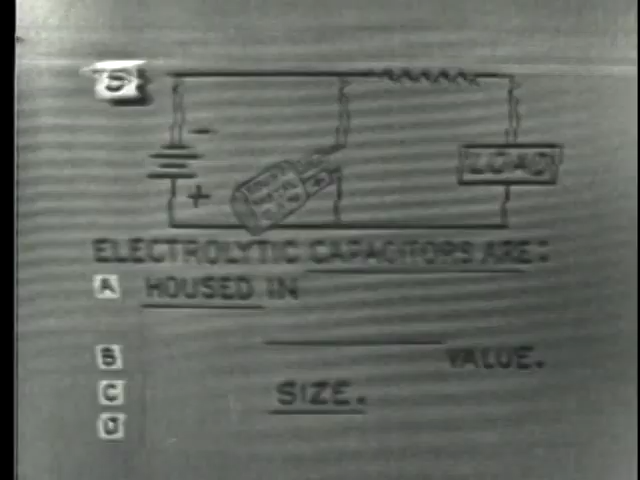 5
-
+
+
LOAD
ELECTROLYTIC CAPACITORS ARE:
A HOUSED IN
B VALUE.
C SIZE.
D